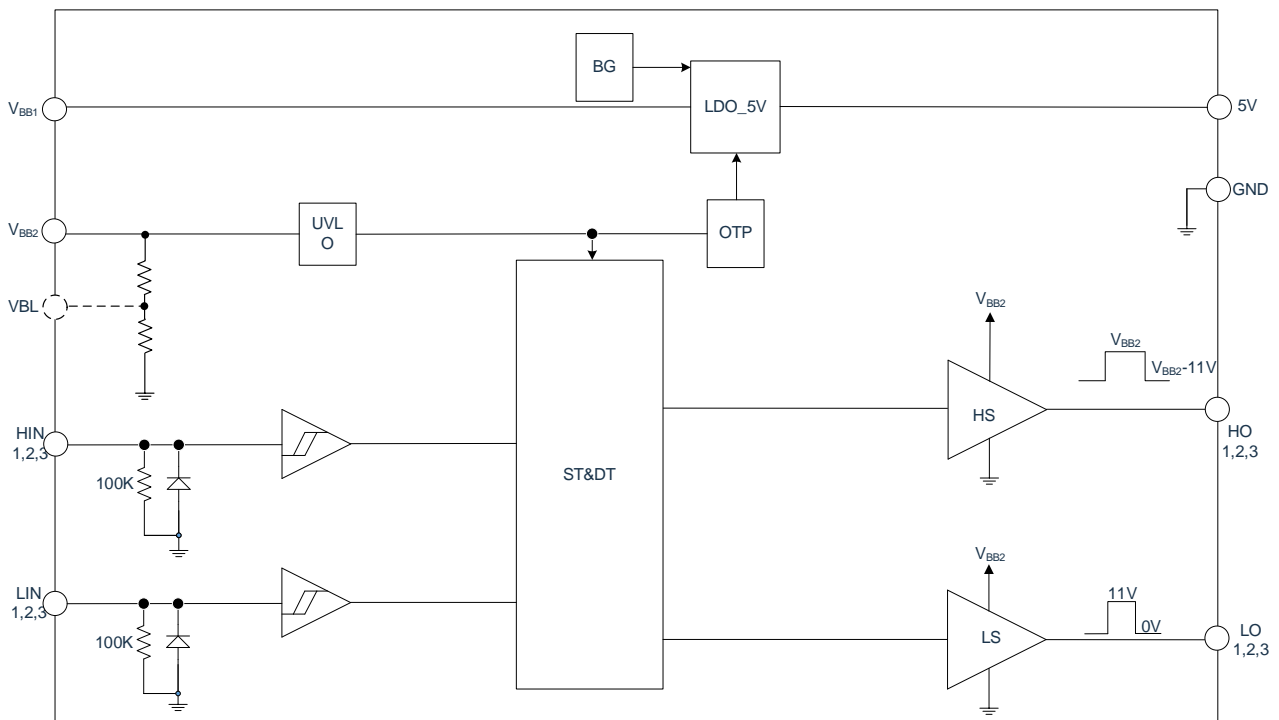 BG
V_BB1
LDO_5V
5V
GND
V_BB2
UVL
O
OTP
VBL
V_BB2
V_BB2
V_BB2-11V
HIN
1,2,3
100K
HS
HO
1,2,3
ST&DT
V_BB2
LIN
1,2,3
100K
LS
11V
0V
LO
1,2,3